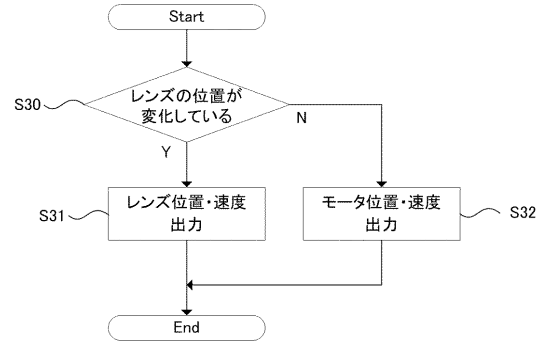 Start
S30
レンズの位置が
変化している
N
Y
S31
レンズ位置・速度
出力
モータ位置・速度
出力
S32
End